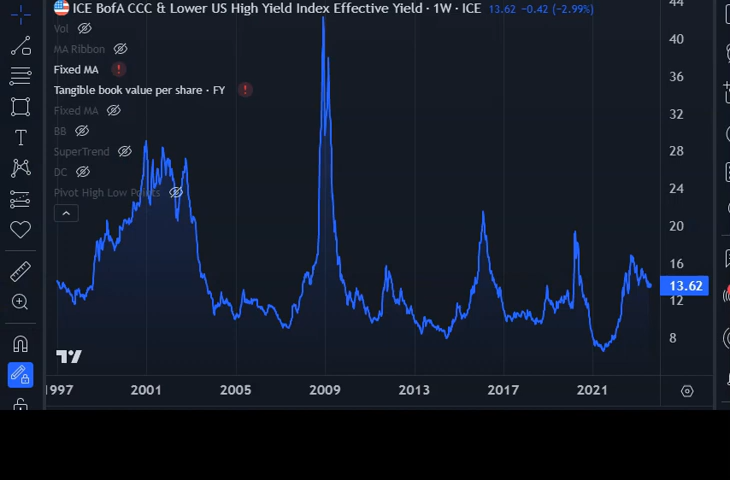 ICE BofA CCC & Lower US High Yield Index Effective Yield · 1W · ICE 13.62 −0.42 (−2.99%)
Vol
MA Ribbon
Fixed MA
Tangible book value per share · FY
Fixed MA
BB
SuperTrend
DC
Pivot High Low Points
44
40
36
32
28
24
20
16
13.62
12
8
1997 2001 2005 2009 2013 2017 2021